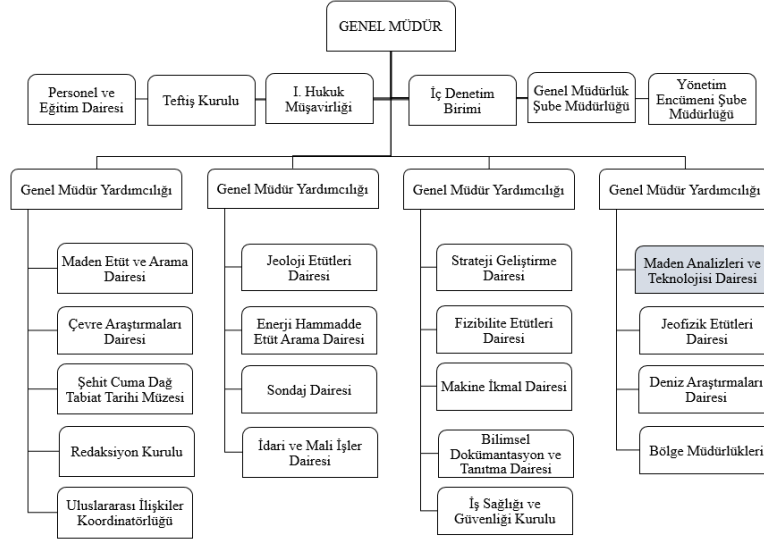 GENEL MÜDÜR
Personel ve
Eğitim Dairesi
Teftiş Kurulu
I. Hukuk
Müşavirliği
İç Denetim
Birimi
Genel Müdürlük
Şube Müdürlüğü
Yönetim
Encümeni Şube
Müdürlüğü
Genel Müdür Yardımcılığı
Maden Etüt ve Arama
Dairesi
Çevre Araştırmaları
Dairesi
Şehit Cuma Dağ
Tabiat Tarihi Müzesi
Redaksiyon Kurulu
Uluslararası İlişkiler
Koordinatörlüğü
Genel Müdür Yardımcılığı
Jeoloji Etütleri
Dairesi
Enerji Hammadde
Etüt Arama Dairesi
Sondaj Dairesi
İdari ve Mali İşler
Dairesi
Genel Müdür Yardımcılığı
Strateji Geliştirme
Dairesi
Fizibilite Etütleri
Dairesi
Makine İkmal Dairesi
Bilimsel
Dokümantasyon ve
Tanıtma Dairesi
İş Sağlığı ve
Güvenliği Kurulu
Genel Müdür Yardımcılığı
Maden Analizleri ve
Teknolojisi Dairesi
Jeofizik Etütleri
Dairesi
Deniz Araştırmaları
Dairesi
Bölge Müdürlükleri